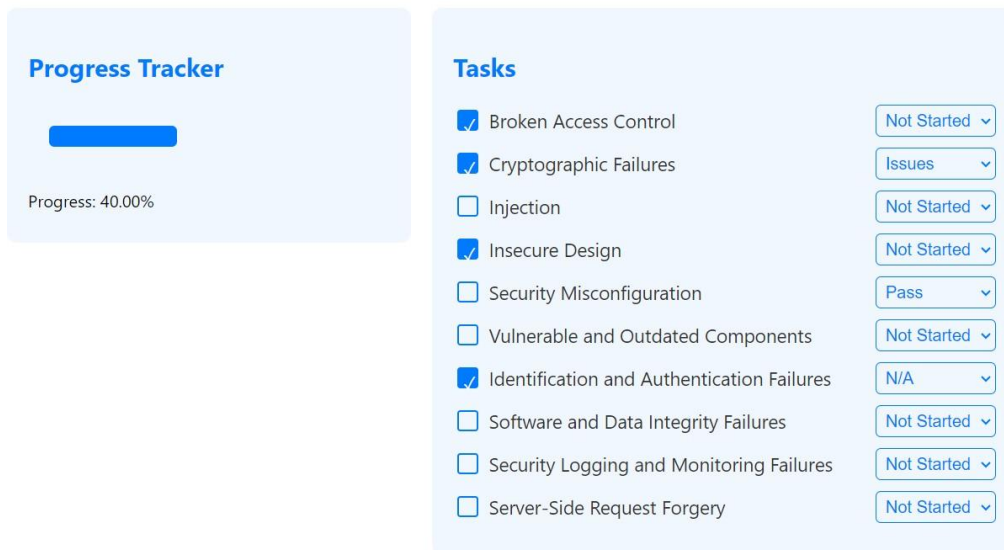 Progress Tracker
Progress: 40.00%
Tasks
Broken Access Control Not Started
Cryptographic Failures Issues
Injection Not Started
Insecure Design Not Started
Security Misconfiguration Pass
Vulnerable and Outdated Components Not Started
Identification and Authentication Failures N/A
Software and Data Integrity Failures Not Started
Security Logging and Monitoring Failures Not Started
Server-Side Request Forgery Not Started